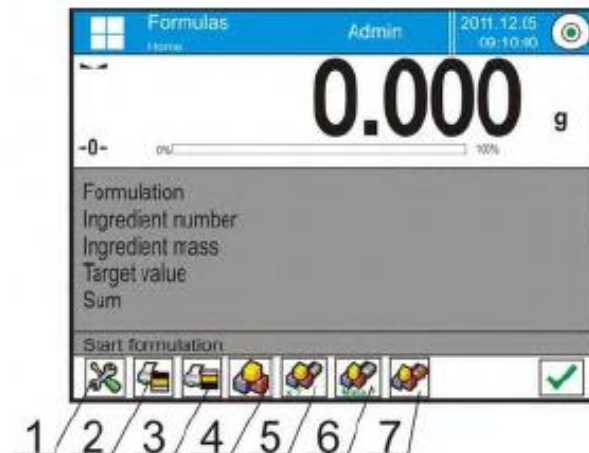 Formulas
Home
Admin
2011.12.05
09:10:00
0.000 g
-0-
0%
100%
Formulation
Ingredient number
Ingredient mass
Target value
Sum
Start formulation
1 2 3 4 5 6 7